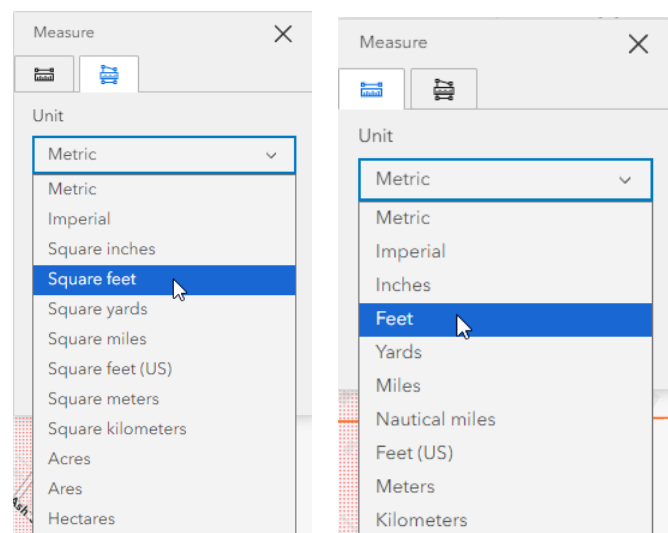 Measure
Unit
Metric
Metric
Imperial
Square inches
Square feet
Square yards
Square miles
Square feet (US)
Square meters
Square kilometers
Acres
Ares
Hectares
Ash
Measure
Unit
Metric
Metric
Imperial
Inches
Feet
Yards
Miles
Nautical miles
Feet (US)
Meters
Kilometers